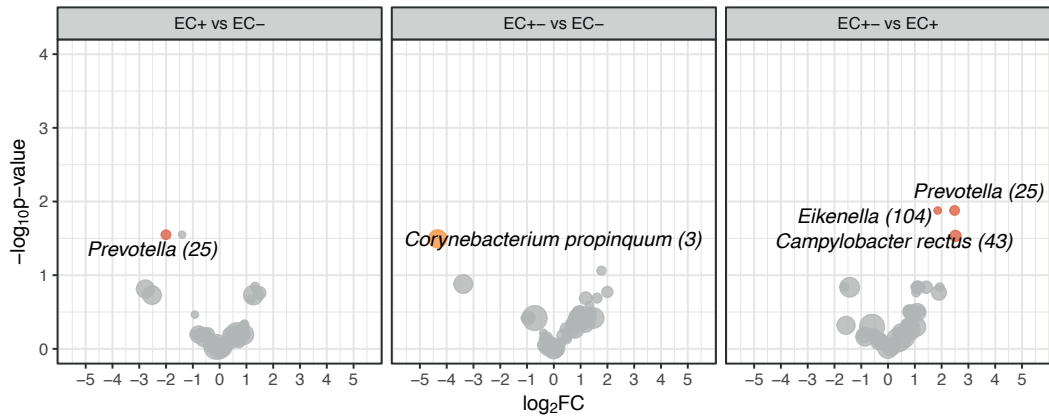 EC+ vs EC−
EC+− vs EC−
EC+− vs EC+
4
3
2
1
0
−log10p−value
Prevotella (25)
Corynebacterium propinquum (3)
Prevotella (25)
Eikenella (104)
Campylobacter rectus (43)
−5 −4 −3 −2 −1 0 1 2 3 4 5
−5 −4 −3 −2 −1 0 1 2 3 4 5
−5 −4 −3 −2 −1 0 1 2 3 4 5
log2FC